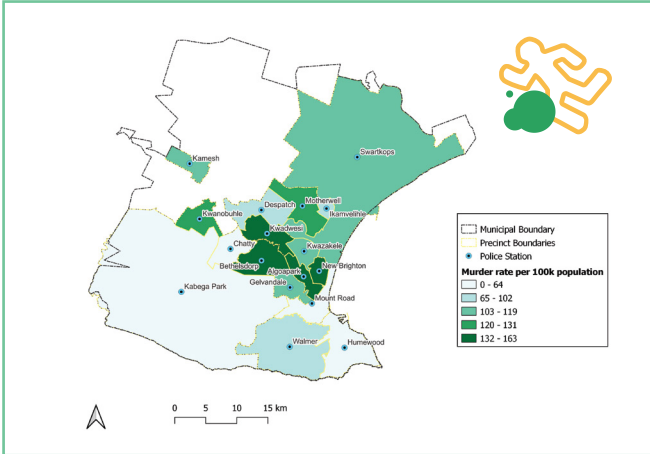 Swartkops
Kamesh
Motherwell
Despatch
Ikamvelihle
Kwanobuhle
Kwadwesi
Chatty
Kwazakele
Bethelsdorp
Algoapark
New Brighton
Gelvandale
Kabega Park
Mount Road
Walmer
Humewood
Municipal Boundary
Precinct Boundaries
Police Station
Murder rate per 100k population
0 - 64
65 - 102
103 - 119
120 - 131
132 - 163
0 5 10 15 km